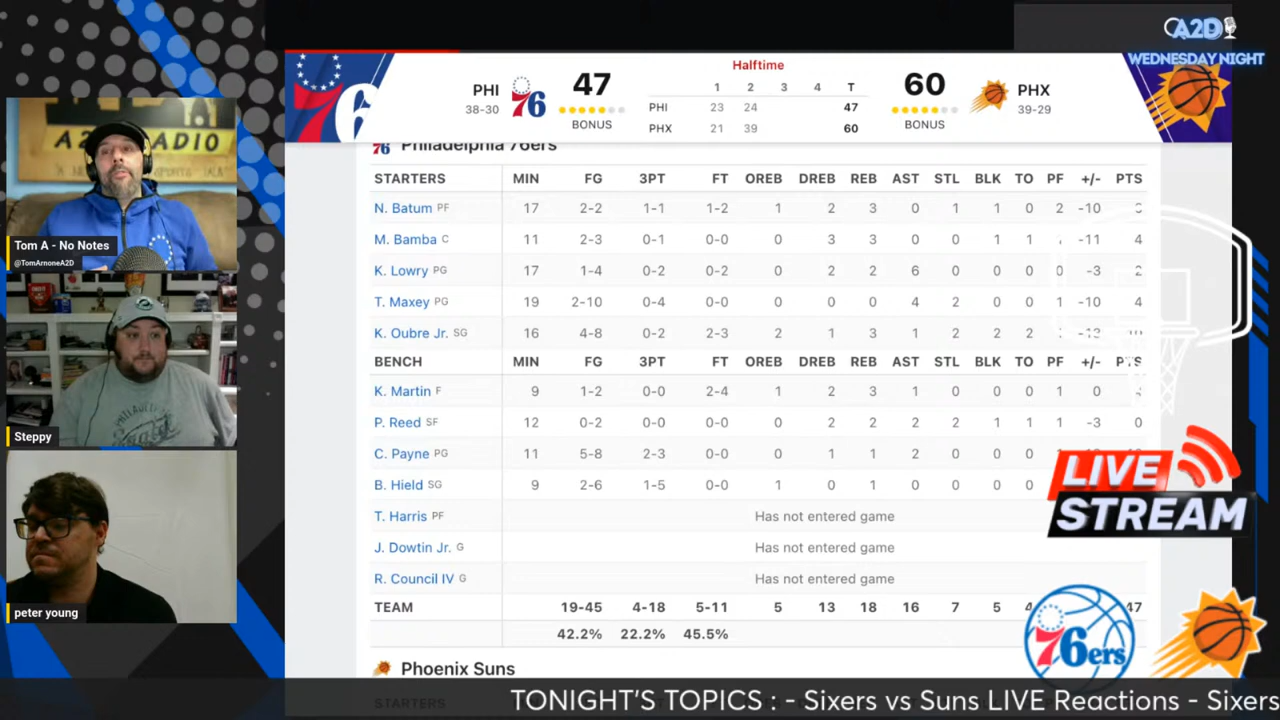 A2D
WEDNESDAY NIGHT
Halftime
PHI 76 47 1 2 3 4 T 60 PHX
38-30 PHI 23 24 47 39-29
BONUS PHX 21 39 60 BONUS
76 Philadelphia 76ers
STARTERS MIN FG 3PT FT OREB DREB REB AST STL BLK TO PF +/- PTS
N. Batum PF 17 2-2 1-1 1-2 1 2 3 0 1 1 0 2 -10
M. Bamba C 11 2-3 0-1 0-0 0 3 3 0 0 1 1 -11 4
K. Lowry PG 17 1-4 0-2 0-2 0 2 2 6 0 0 0 0 -3 2
T. Maxey PG 19 2-10 0-4 0-0 0 0 0 4 2 0 0 1 -10 4
K. Oubre Jr. SG 16 4-8 0-2 2-3 2 1 3 1 2 2 2
BENCH MIN FG 3PT FT OREB DREB REB AST STL BLK TO PF +/- PTS
K. Martin F 9 1-2 0-0 2-4 1 2 3 1 0 0 0 1 0
P. Reed SF 12 0-2 0-0 0-0 0 2 2 2 2 1 1 1 -3 0
C. Payne PG 11 5-8 2-3 0-0 0 1 1 2 0 0 0
B. Hield SG 9 2-6 1-5 0-0 1 0 1 0 0 0 0
T. Harris PF Has not entered game
J. Dowtin Jr. G Has not entered game
R. Council IV G Has not entered game
TEAM 19-45 4-18 5-11 5 13 18 16 7 5 47
42.2% 22.2% 45.5%
Phoenix Suns
Tom A - No Notes
@TomArnoneA2D
Steppy
peter young
LIVE
STREAM
76ers
TONIGHT'S TOPICS : - Sixers vs Suns LIVE Reactions - Sixers